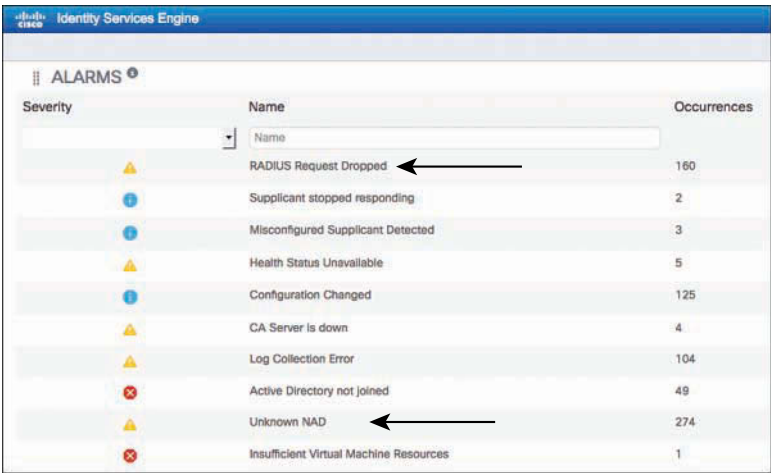 cisco Identity Services Engine
ALARMS
Severity Name Occurrences
Name
RADIUS Request Dropped 160
Supplicant stopped responding 2
Misconfigured Supplicant Detected 3
Health Status Unavailable 5
Configuration Changed 125
CA Server is down 4
Log Collection Error 104
Active Directory not joined 49
Unknown NAD 274
Insufficient Virtual Machine Resources 1